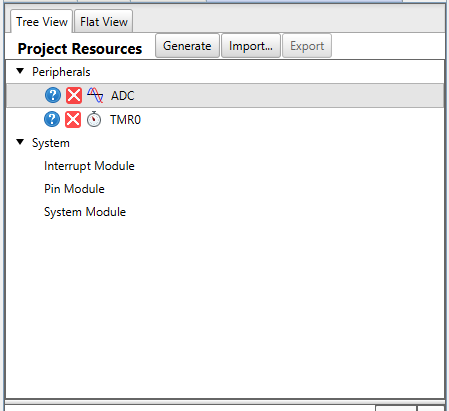 Tree View Flat View
Project Resources Generate Import... Export
Peripherals
? ADC
? TMR0
System
Interrupt Module
Pin Module
System Module